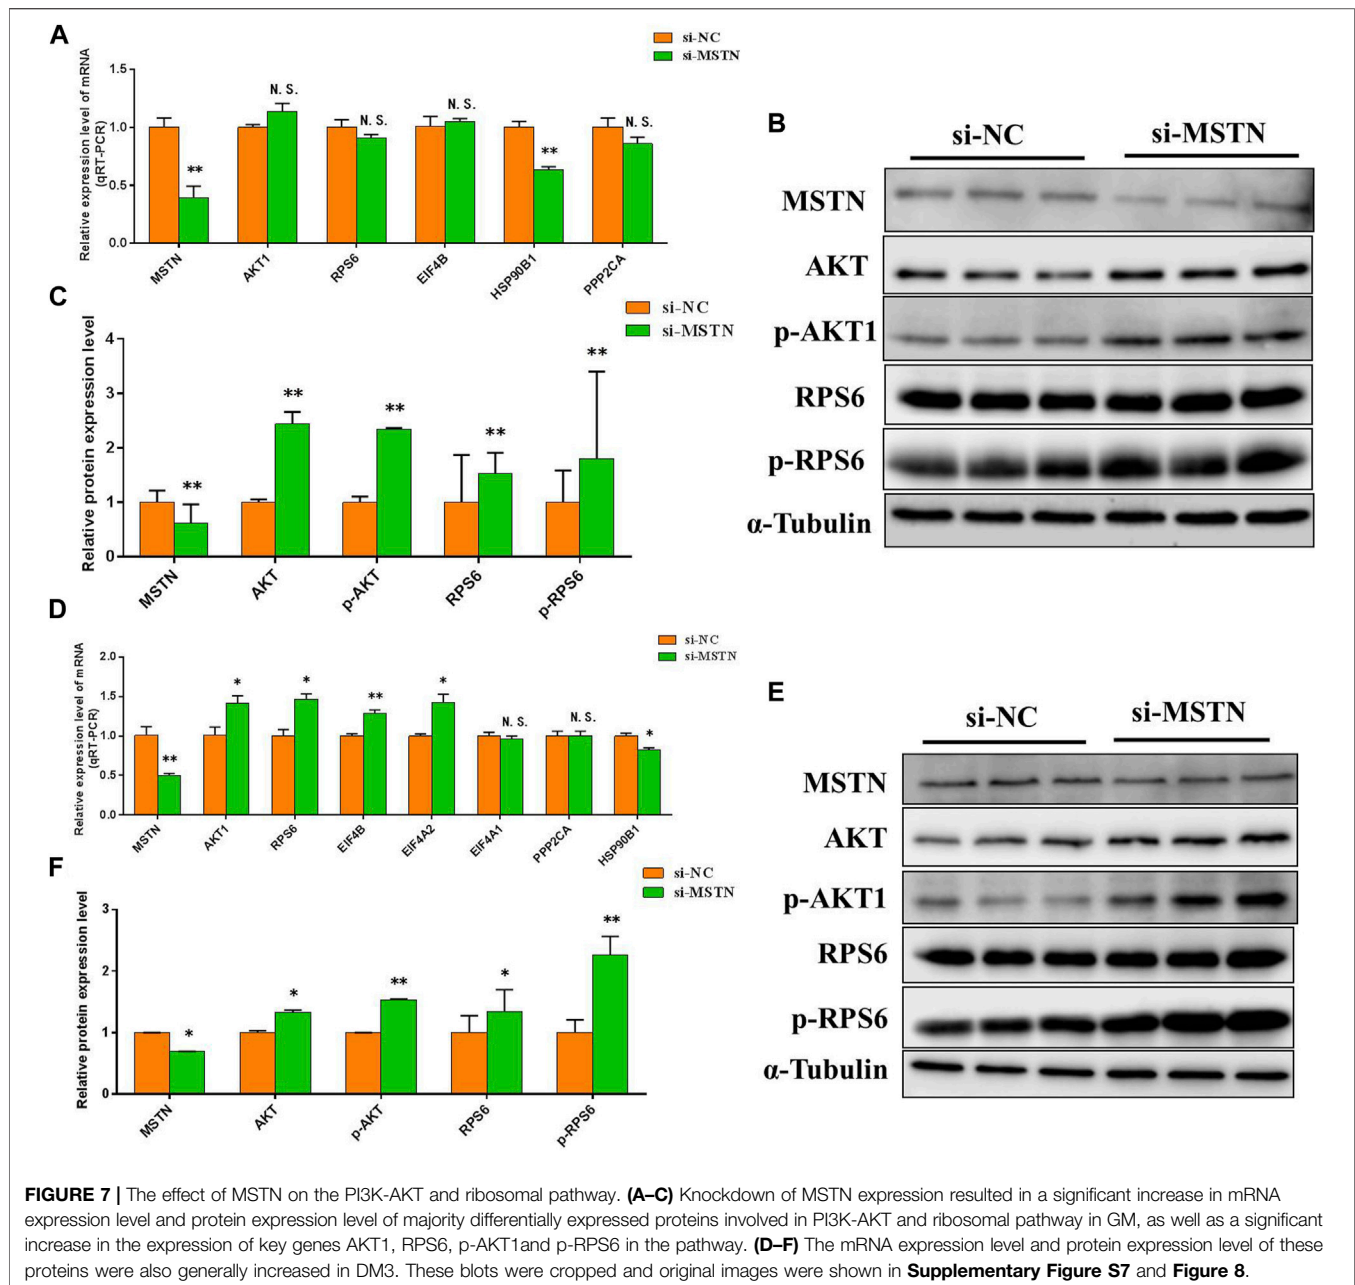 A
si-NC
si-MSTN
Relative expression level of mRNA
(qRT-PCR)
1.5
1.0
0.5
0.0
**
N. S.
N. S.
N. S.
**
N. S.
MSTN
AKT1
RPS6
EIF4B
HSP90B1
PPP2CA
B
si-NC
si-MSTN
MSTN
AKT
p-AKT1
RPS6
p-RPS6
α-Tubulin
C
si-NC
si-MSTN
Relative protein expression level
4
3
2
1
0
**
**
**
**
**
MSTN
AKT
p-AKT
RPS6
p-RPS6
D
si-NC
si-MSTN
Relative expression level of mRNA
(qRT-PCR)
2.0
1.5
1.0
0.5
0.0
**
*
*
**
*
N. S.
N. S.
*
MSTN
AKT1
RPS6
EIF4B
EIF4A2
EIF4A1
PPP2CA
HSP90B1
E
si-NC
si-MSTN
MSTN
AKT
p-AKT1
RPS6
p-RPS6
α-Tubulin
F
si-NC
si-MSTN
Relative protein expression level
3
2
1
0
*
*
**
*
**
MSTN
AKT
p-AKT
RPS6
p-RPS6
FIGURE 7 | The effect of MSTN on the PI3K-AKT and ribosomal pathway. (A–C) Knockdown of MSTN expression resulted in a significant increase in mRNA
expression level and protein expression level of majority differentially expressed proteins involved in PI3K-AKT and ribosomal pathway in GM, as well as a significant
increase in the expression of key genes AKT1, RPS6, p-AKT1and p-RPS6 in the pathway. (D–F) The mRNA expression level and protein expression level of these
proteins were also generally increased in DM3. These blots were cropped and original images were shown in Supplementary Figure S7 and Figure 8.